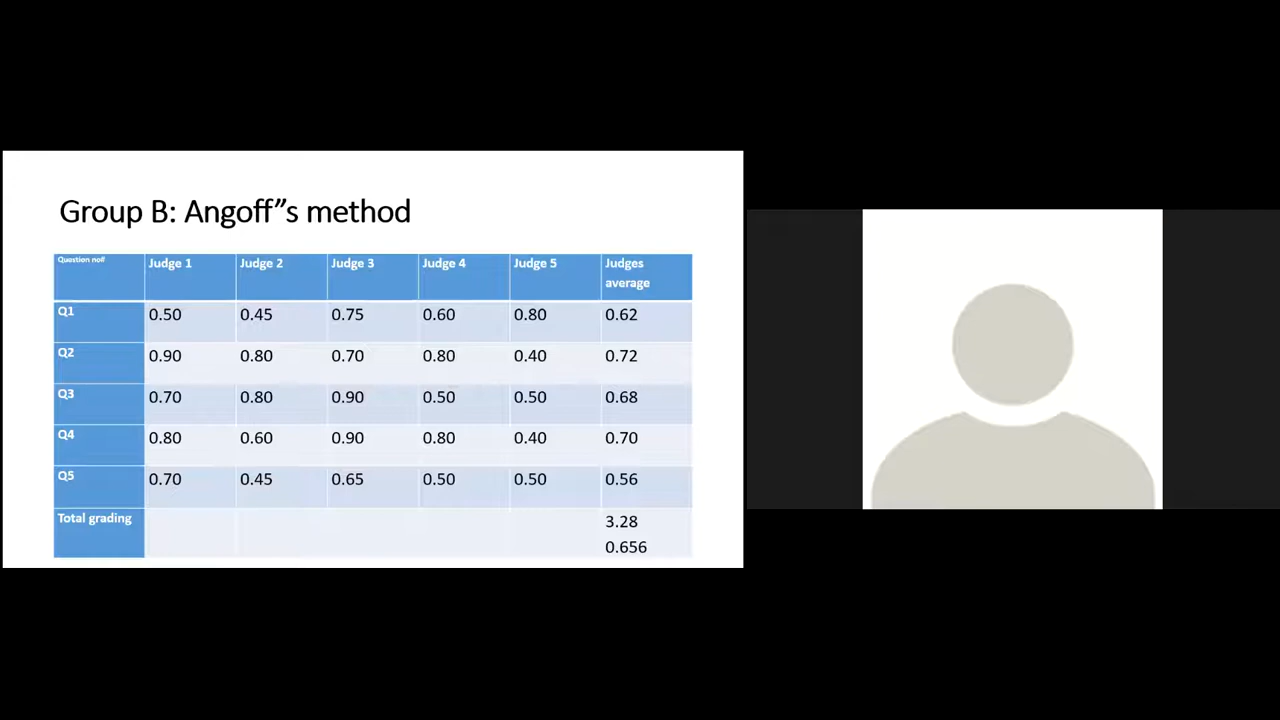 Group B: Angoff”s method
Question no# Judge 1 Judge 2 Judge 3 Judge 4 Judge 5 Judges
average
Q1 0.50 0.45 0.75 0.60 0.80 0.62
Q2 0.90 0.80 0.70 0.80 0.40 0.72
Q3 0.70 0.80 0.90 0.50 0.50 0.68
Q4 0.80 0.60 0.90 0.80 0.40 0.70
Q5 0.70 0.45 0.65 0.50 0.50 0.56
Total grading 3.28
0.656